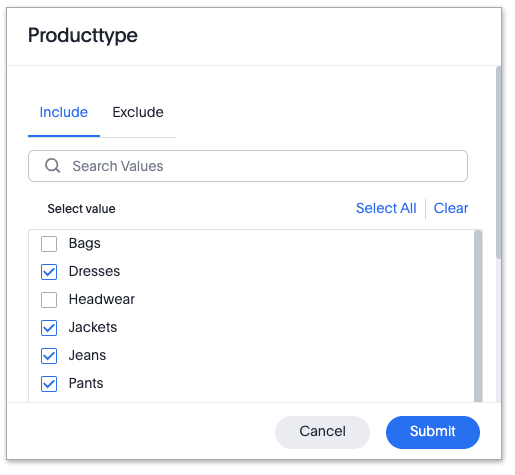 Producttype
Include Exclude
Search Values
Select value Select All Clear
Bags
Dresses
Headwear
Jackets
Jeans
Pants
Cancel Submit